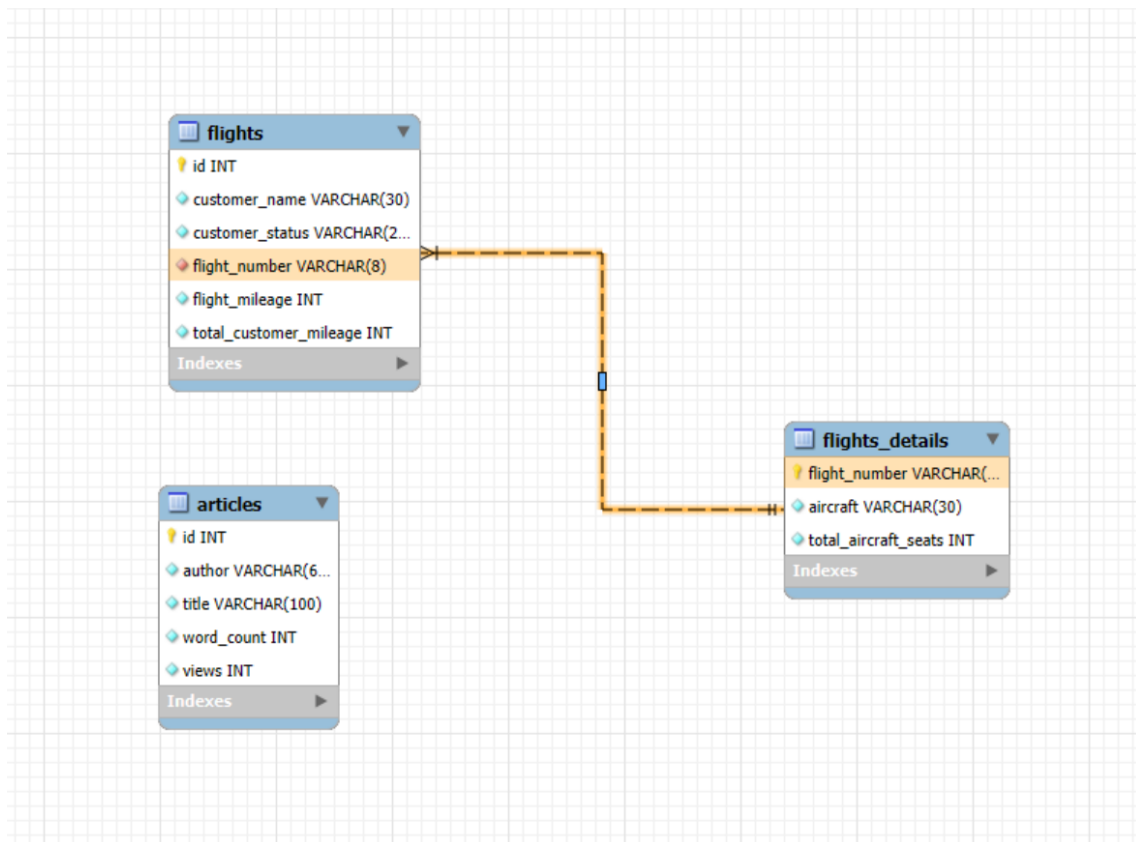 flights
id INT
customer_name VARCHAR(30)
customer_status VARCHAR(2...
flight_number VARCHAR(8)
flight_mileage INT
total_customer_mileage INT
Indexes
flights_details
flight_number VARCHAR(...
aircraft VARCHAR(30)
total_aircraft_seats INT
Indexes
articles
id INT
author VARCHAR(6...
title VARCHAR(100)
word_count INT
views INT
Indexes